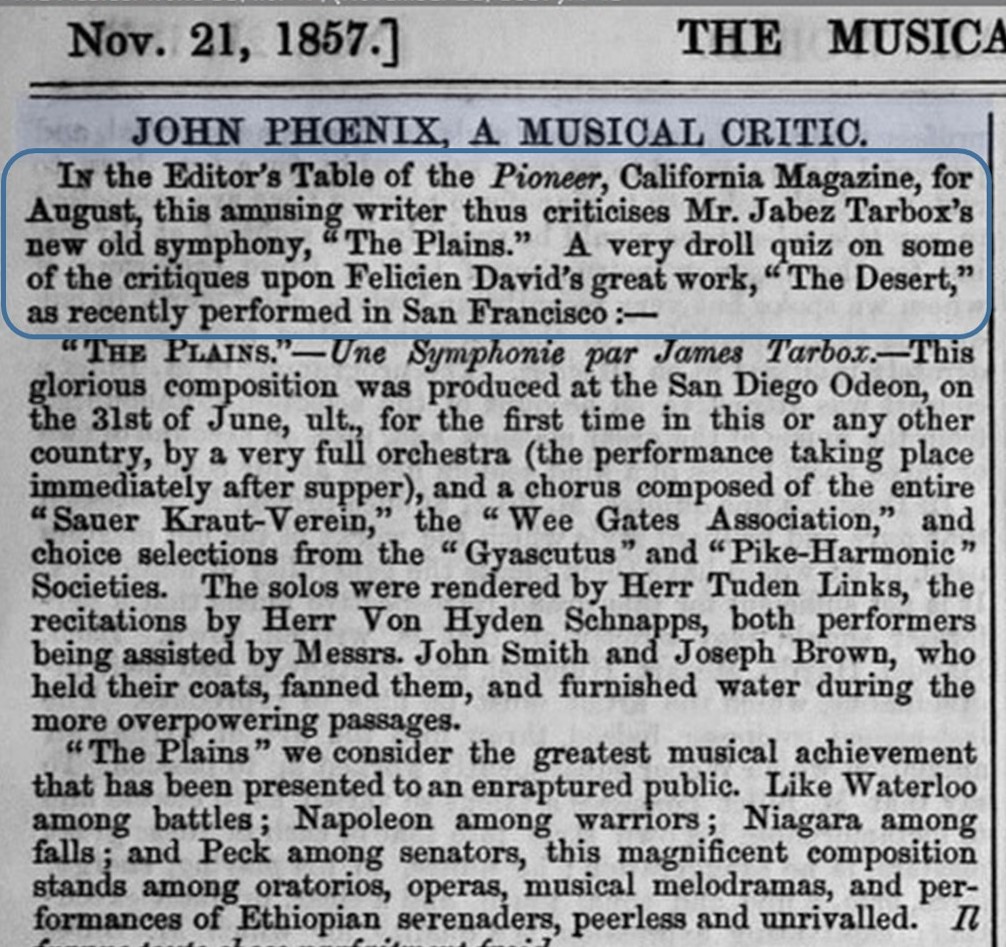 Nov. 21, 1857.] THE MUSICA
JOHN PHŒNIX, A MUSICAL CRITIC.
IN the Editor's Table of the Pioneer, California Magazine, for
August, this amusing writer thus criticises Mr. Jabez Tarbox's
new old symphony, “The Plains.” A very droll quiz on some
of the critiques upon Felicien David's great work, “The Desert,”
as recently performed in San Francisco :—
“THE PLAINS.”—Une Symphonie par James Tarbox.—This
glorious composition was produced at the San Diego Odeon, on
the 31st of June, ult., for the first time in this or any other
country, by a very full orchestra (the performance taking place
immediately after supper), and a chorus composed of the entire
“Sauer Kraut-Verein,” the “Wee Gates Association,” and
choice selections from the “Gyascutus” and “Pike-Harmonic”
Societies. The solos were rendered by Herr Tuden Links, the
recitations by Herr Von Hyden Schnapps, both performers
being assisted by Messrs. John Smith and Joseph Brown, who
held their coats, fanned them, and furnished water during the
more overpowering passages.
“The Plains” we consider the greatest musical achievement
that has been presented to an enraptured public. Like Waterloo
among battles; Napoleon among warriors; Niagara among
falls; and Peck among senators, this magnificent composition
stands among oratorios, operas, musical melodramas, and per-
formances of Ethiopian serenaders, peerless and unrivalled. Il